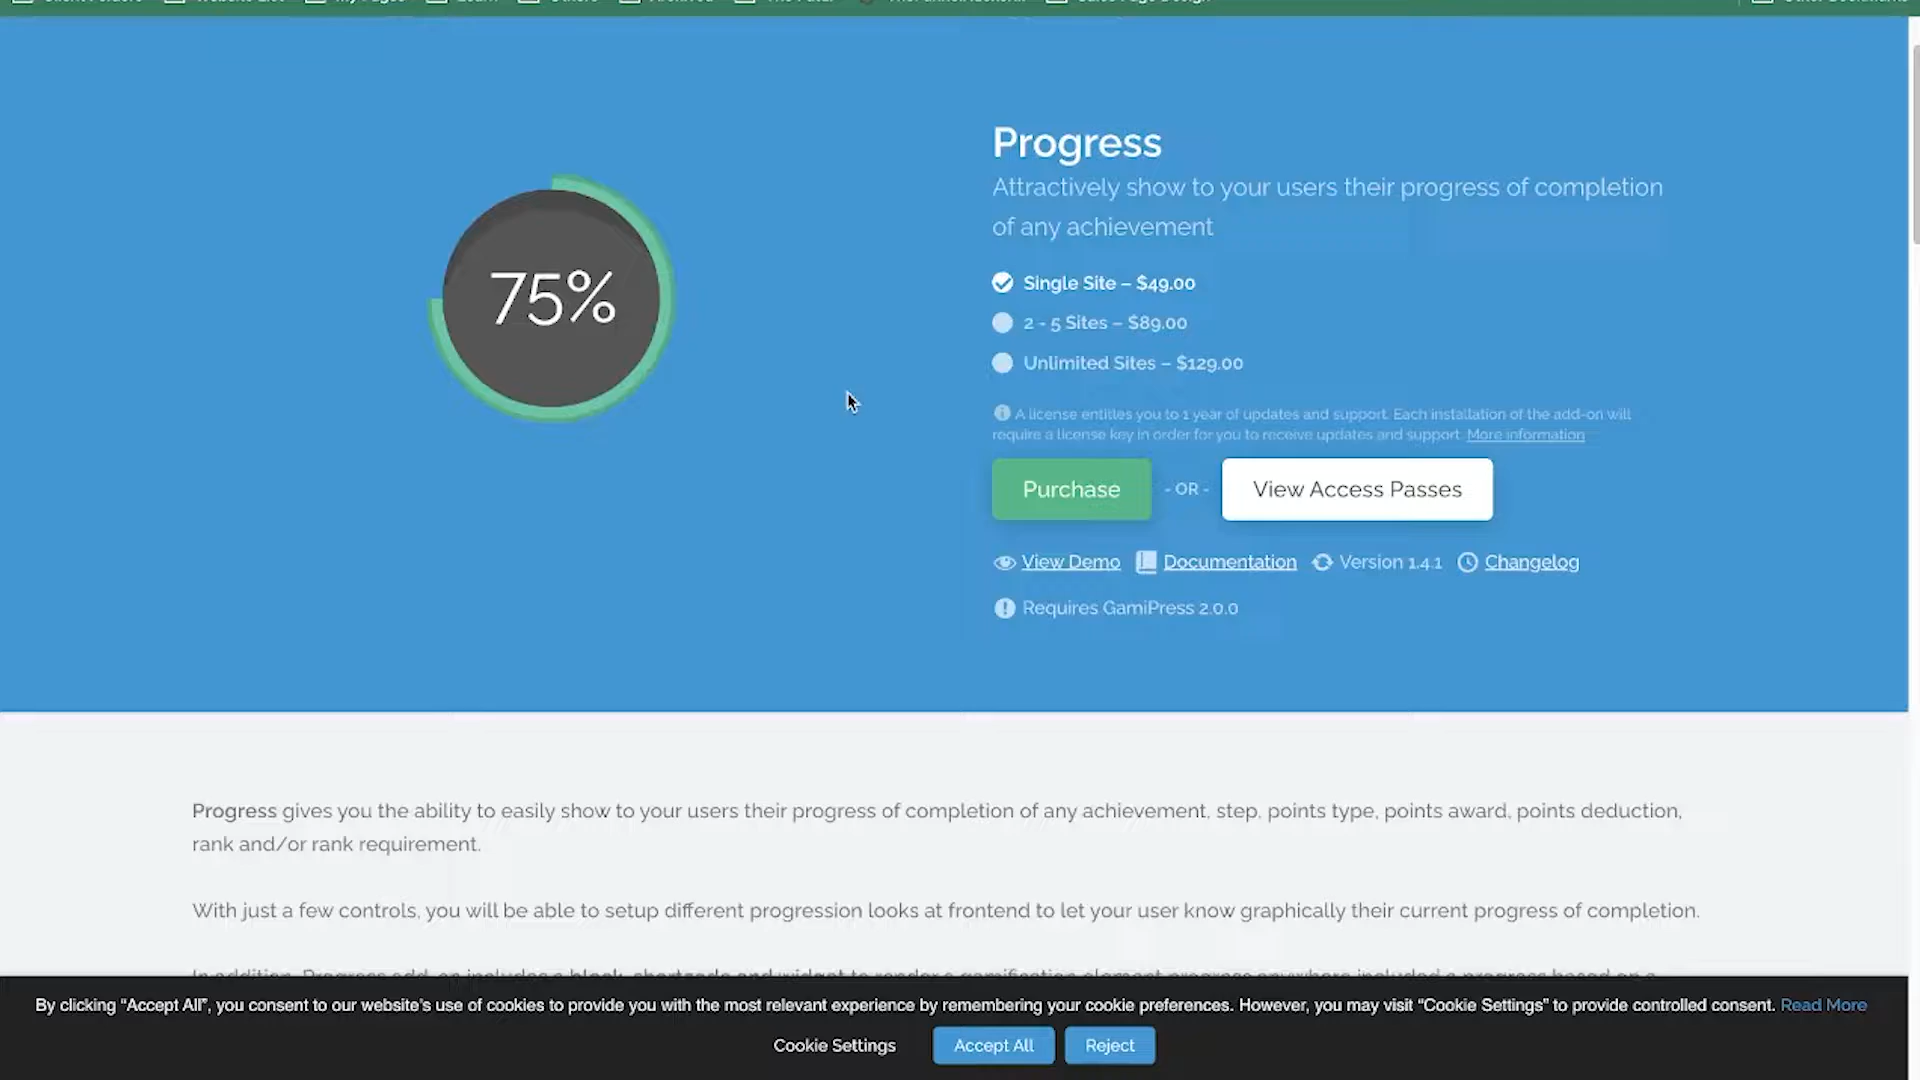 75%
Progress
Attractively show to your users their progress of completion
of any achievement
Single Site – $49.00
2 - 5 Sites – $89.00
Unlimited Sites – $129.00
A license entitles you to 1 year of updates and support. Each installation of the add-on will
require a license key in order for you to receive updates and support. More information
Purchase
- OR -
View Access Passes
View Demo
Documentation
Version 1.4.1
Changelog
Requires GamiPress 2.0.0
Progress gives you the ability to easily show to your users their progress of completion of any achievement, step, points type, points award, points deduction,
rank and/or rank requirement.
With just a few controls, you will be able to setup different progression looks at frontend to let your user know graphically their current progress of completion.
By clicking “Accept All”, you consent to our website's use of cookies to provide you with the most relevant experience by remembering your cookie preferences. However, you may visit "Cookie Settings" to provide controlled consent. Read More
Cookie Settings
Accept All
Reject